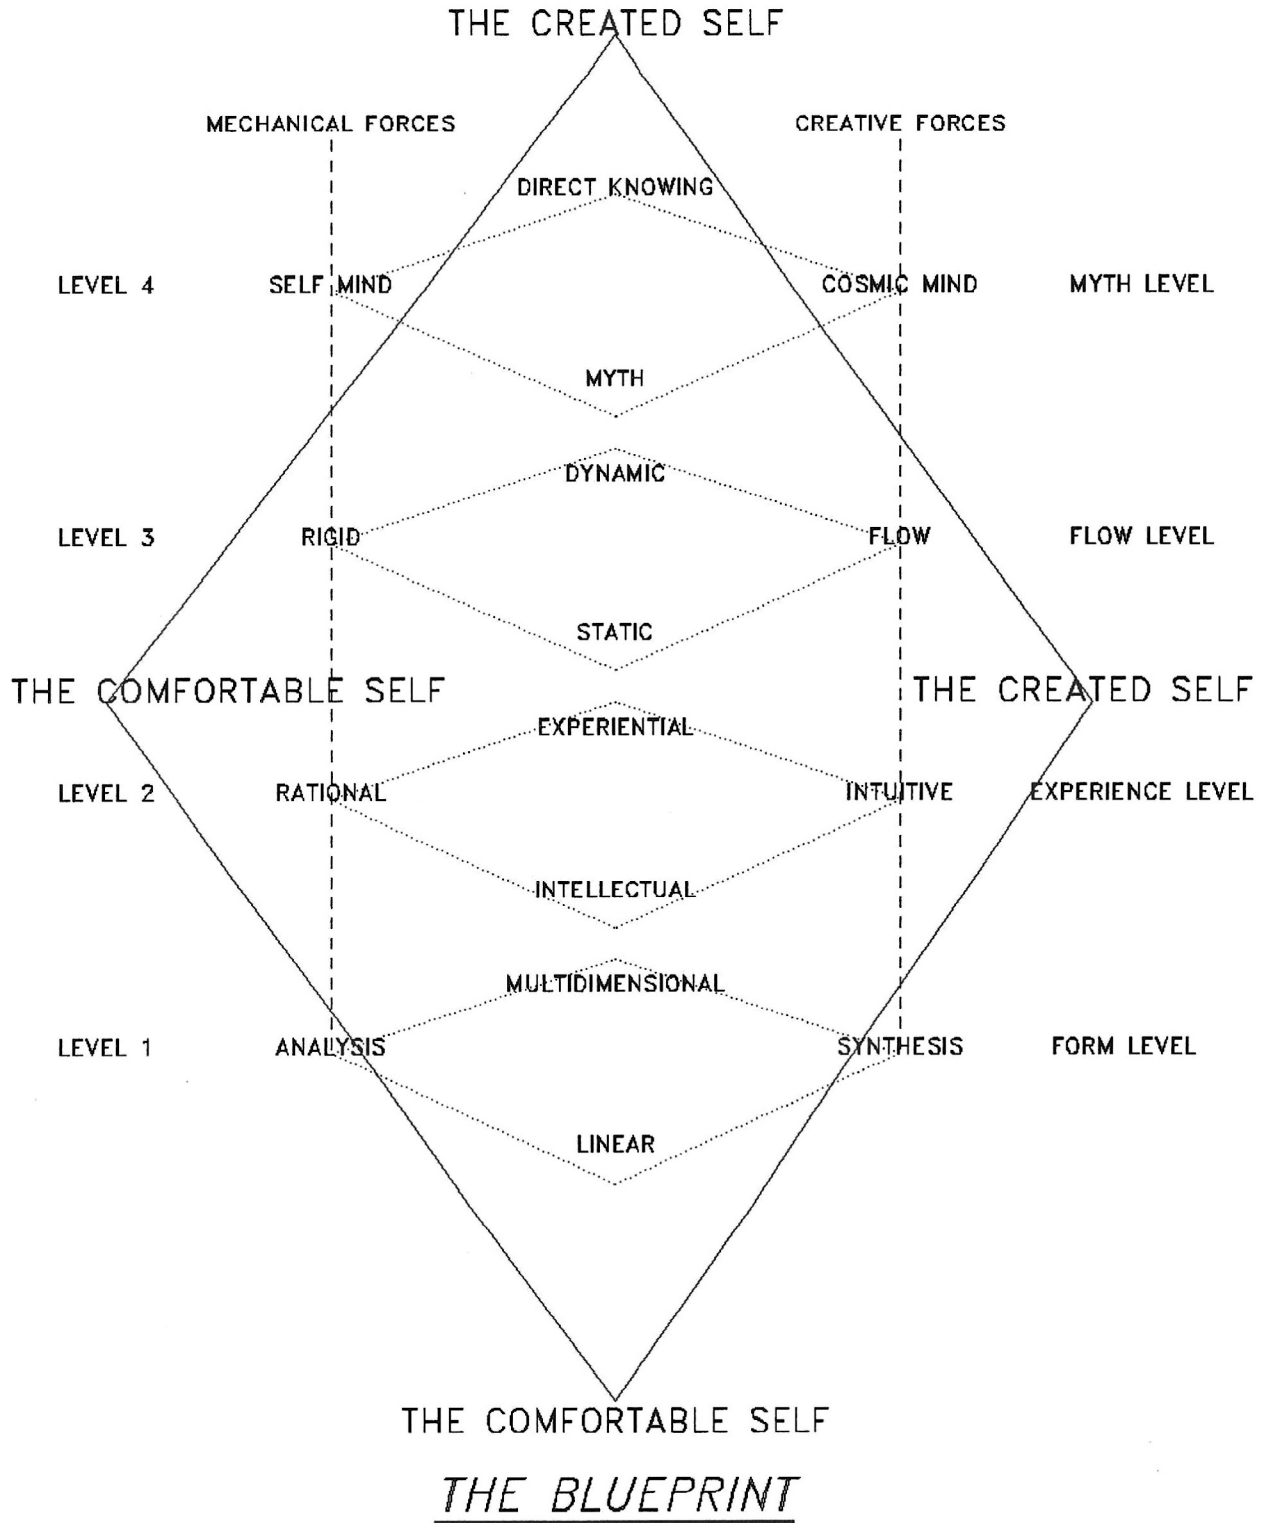 THE CREATED SELF
MECHANICAL FORCES CREATIVE FORCES
DIRECT KNOWING
LEVEL 4 SELF MIND COSMIC MIND MYTH LEVEL
MYTH
DYNAMIC
LEVEL 3 RIGID FLOW FLOW LEVEL
STATIC
THE COMFORTABLE SELF THE CREATED SELF
EXPERIENTIAL
LEVEL 2 RATIONAL INTUITIVE EXPERIENCE LEVEL
INTELLECTUAL
MULTIDIMENSIONAL
LEVEL 1 ANALYSIS SYNTHESIS FORM LEVEL
LINEAR
THE COMFORTABLE SELF
THE BLUEPRINT